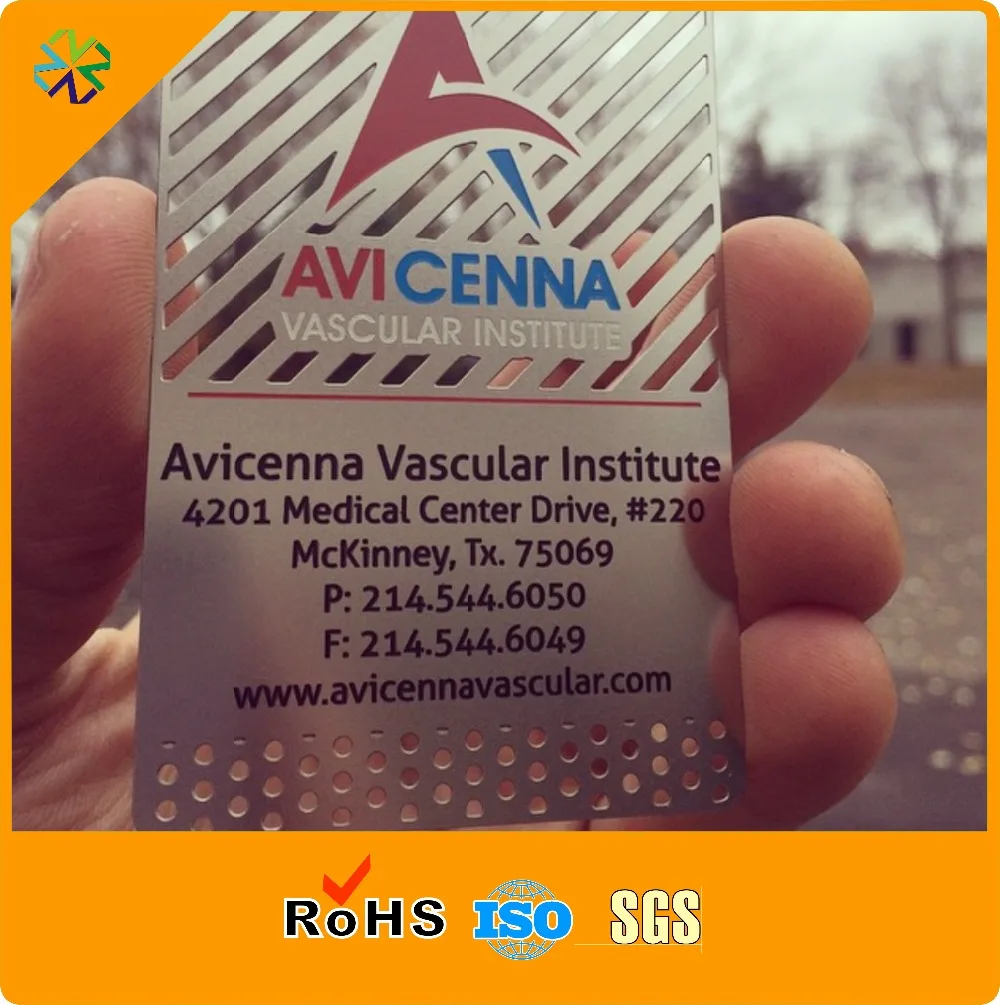 AVICENNA
VASCULAR INSTITUTE
Avicenna Vascular Institute
4201 Medical Center Drive, #220
McKinney, Tx. 75069
P: 214.544.6050
F: 214.544.6049
www.avicennavascular.com
RoHS ISO SGS